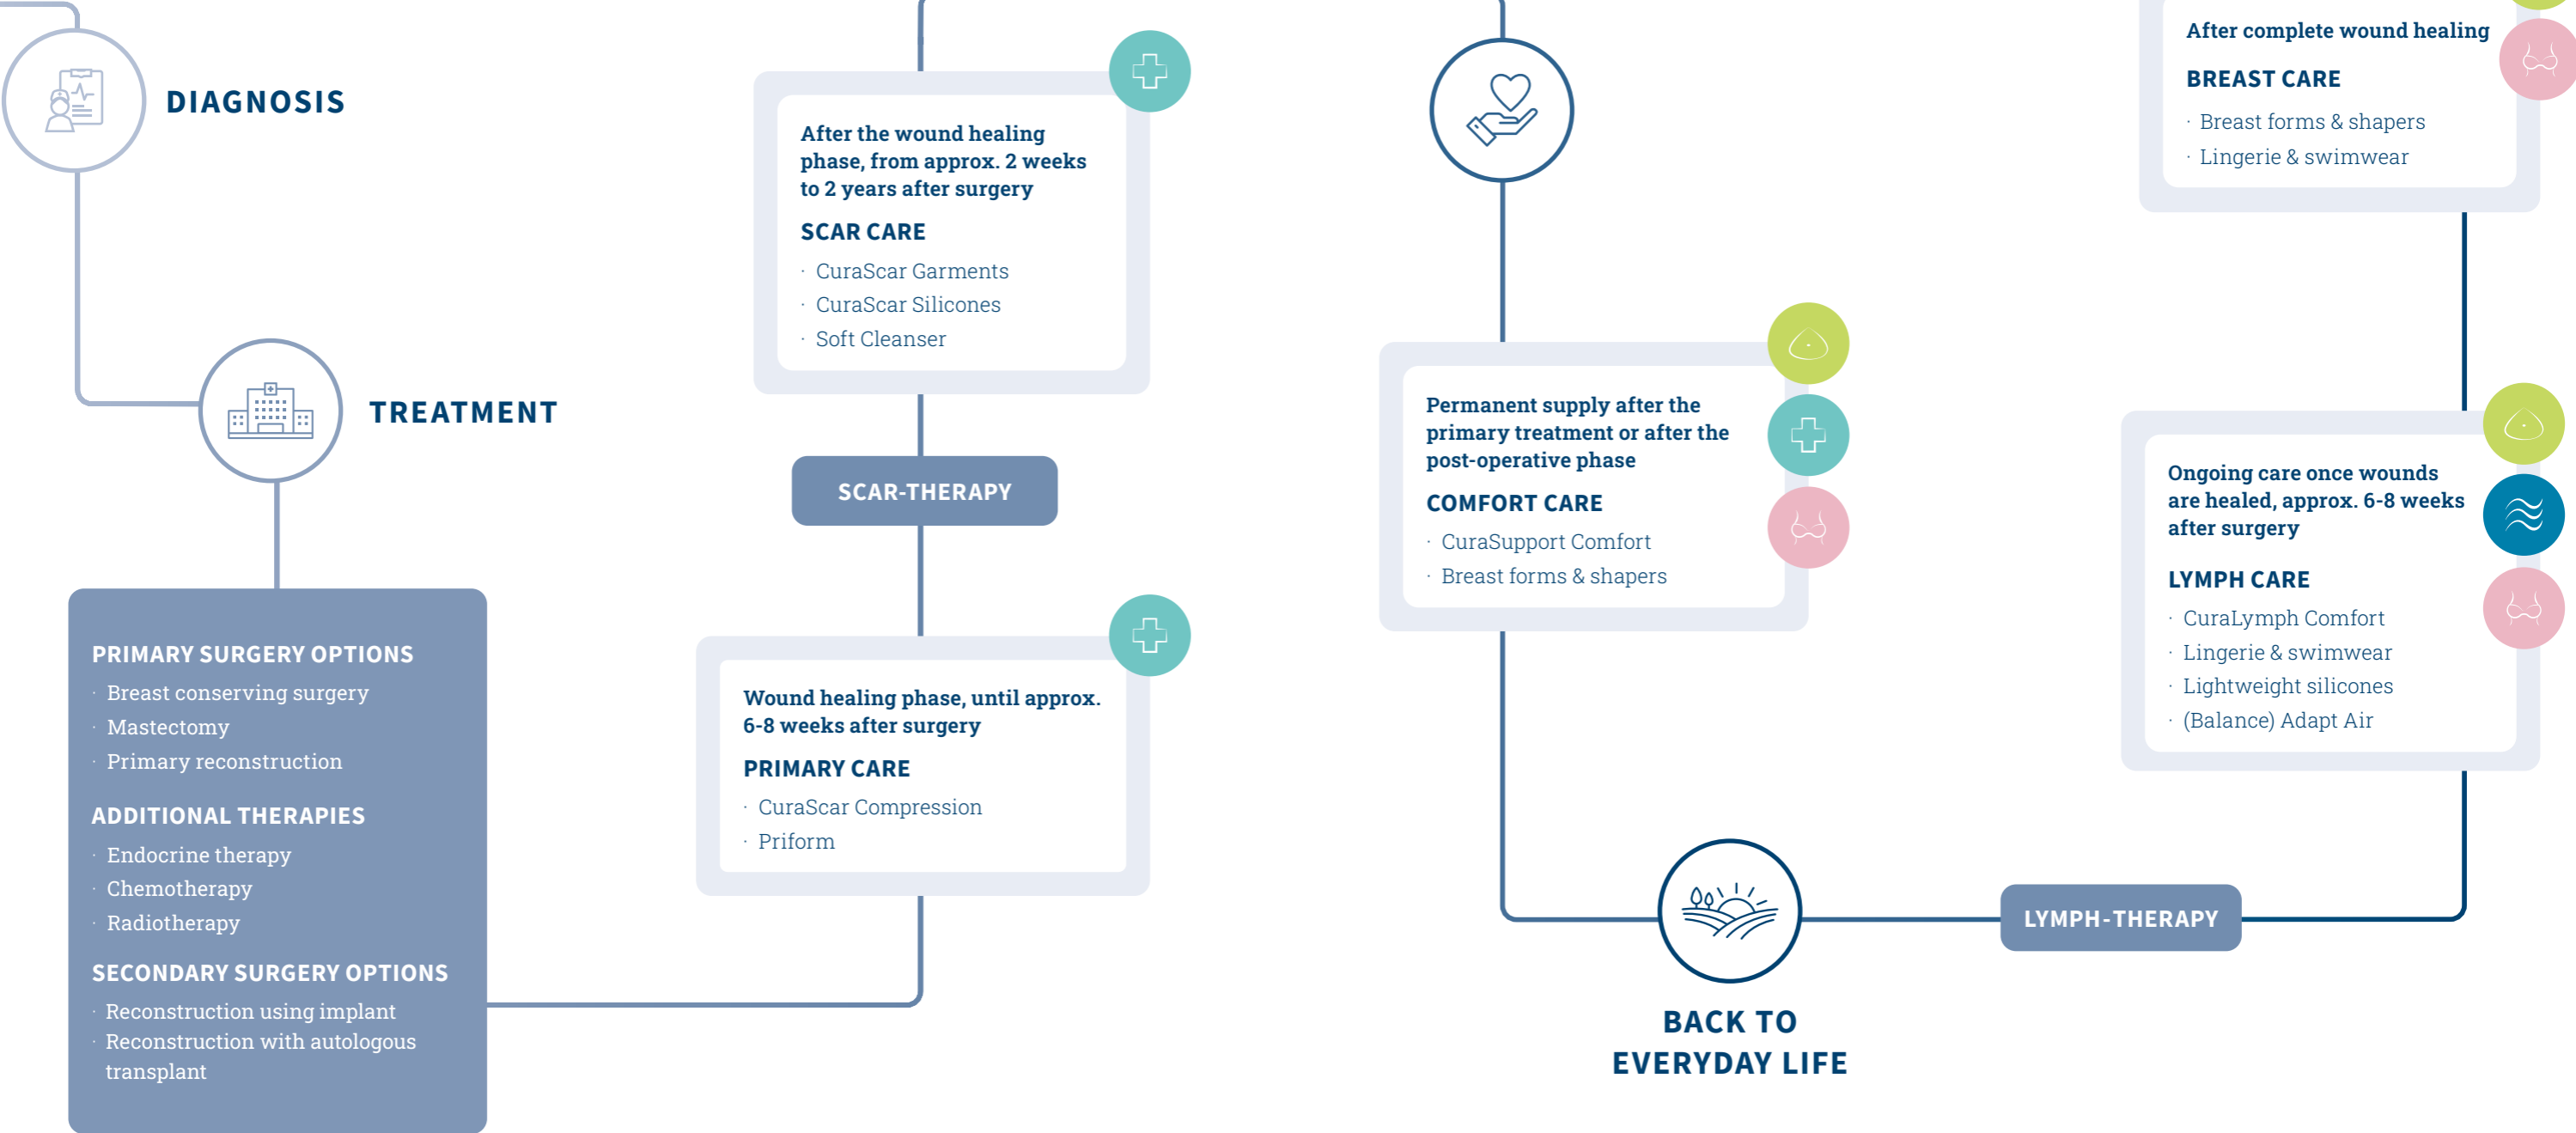 DIAGNOSIS
TREATMENT
PRIMARY SURGERY OPTIONS
· Breast conserving surgery
· Mastectomy
· Primary reconstruction
ADDITIONAL THERAPIES
· Endocrine therapy
· Chemotherapy
· Radiotherapy
SECONDARY SURGERY OPTIONS
· Reconstruction using implant
· Reconstruction with autologous
transplant
After the wound healing
phase, from approx. 2 weeks
to 2 years after surgery
SCAR CARE
· CuraScar Garments
· CuraScar Silicones
· Soft Cleanser
SCAR-THERAPY
Wound healing phase, until approx.
6-8 weeks after surgery
PRIMARY CARE
· CuraScar Compression
· Priform
Permanent supply after the
primary treatment or after the
post-operative phase
COMFORT CARE
· CuraSupport Comfort
· Breast forms & shapers
BACK TO
EVERYDAY LIFE
LYMPH-THERAPY
After complete wound healing
BREAST CARE
· Breast forms & shapers
· Lingerie & swimwear
Ongoing care once wounds
are healed, approx. 6-8 weeks
after surgery
LYMPH CARE
· CuraLymph Comfort
· Lingerie & swimwear
· Lightweight silicones
· (Balance) Adapt Air